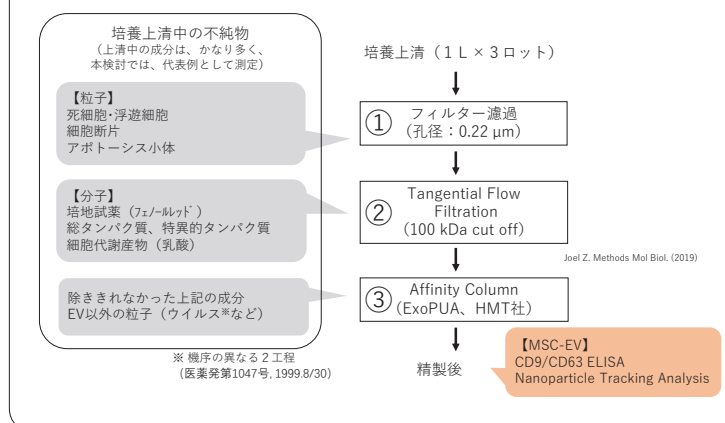 培養上清中の不純物
（上清中の成分は、かなり多く、
本検討では、代表例として測定）
培養上清（１L×３ロット）
【粒子】
死細胞・浮遊細胞
細胞断片
アポトーシス小体
① フィルター濾過
（孔径：0.22 μm）
【分子】
培地試薬（ﾌｪﾉｰﾙﾚｯﾄﾞ）
総タンパク質、特異的タンパク質
細胞代謝産物（乳酸）
② Tangential Flow
Filtration
(100 kDa cut off)
Joel Z. Methods Mol Biol. (2019)
除ききれなかった上記の成分
EV以外の粒子（ウイルス※など）
③ Affinity Column
（ExoPUA、HMT社）
※ 機序の異なる２工程
（医薬発第1047号, 1999.8/30）
精製後
【MSC-EV】
CD9/CD63 ELISA
Nanoparticle Tracking Analysis